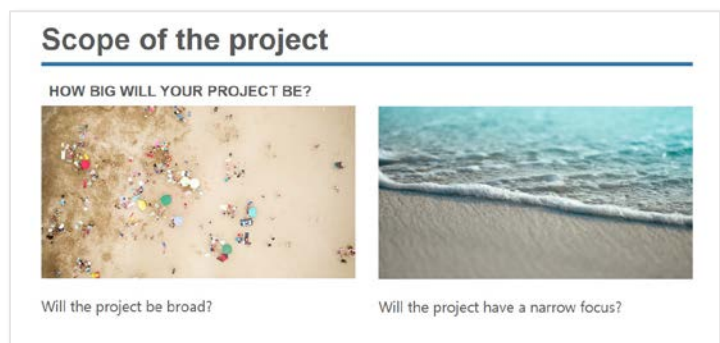 Scope of the project
HOW BIG WILL YOUR PROJECT BE?
Will the project be broad?
Will the project have a narrow focus?